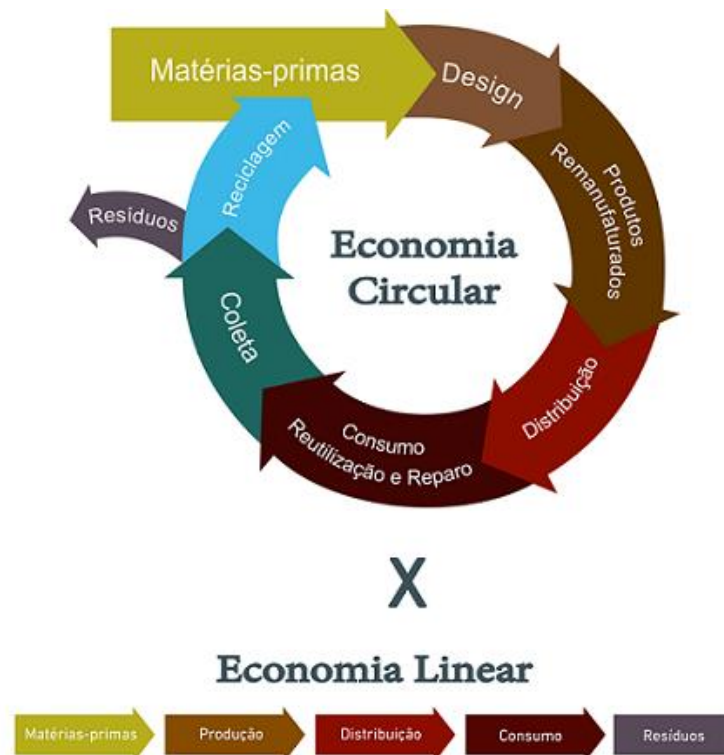 Matérias-primas
Design
Produtos
Remanufaturados
Distribuição
Consumo
Reutilização e Reparo
Coleta
Reciclagem
Resíduos
Economia
Circular
X
Economia Linear
Matérias-primas
Produção
Distribuição
Consumo
Resíduos